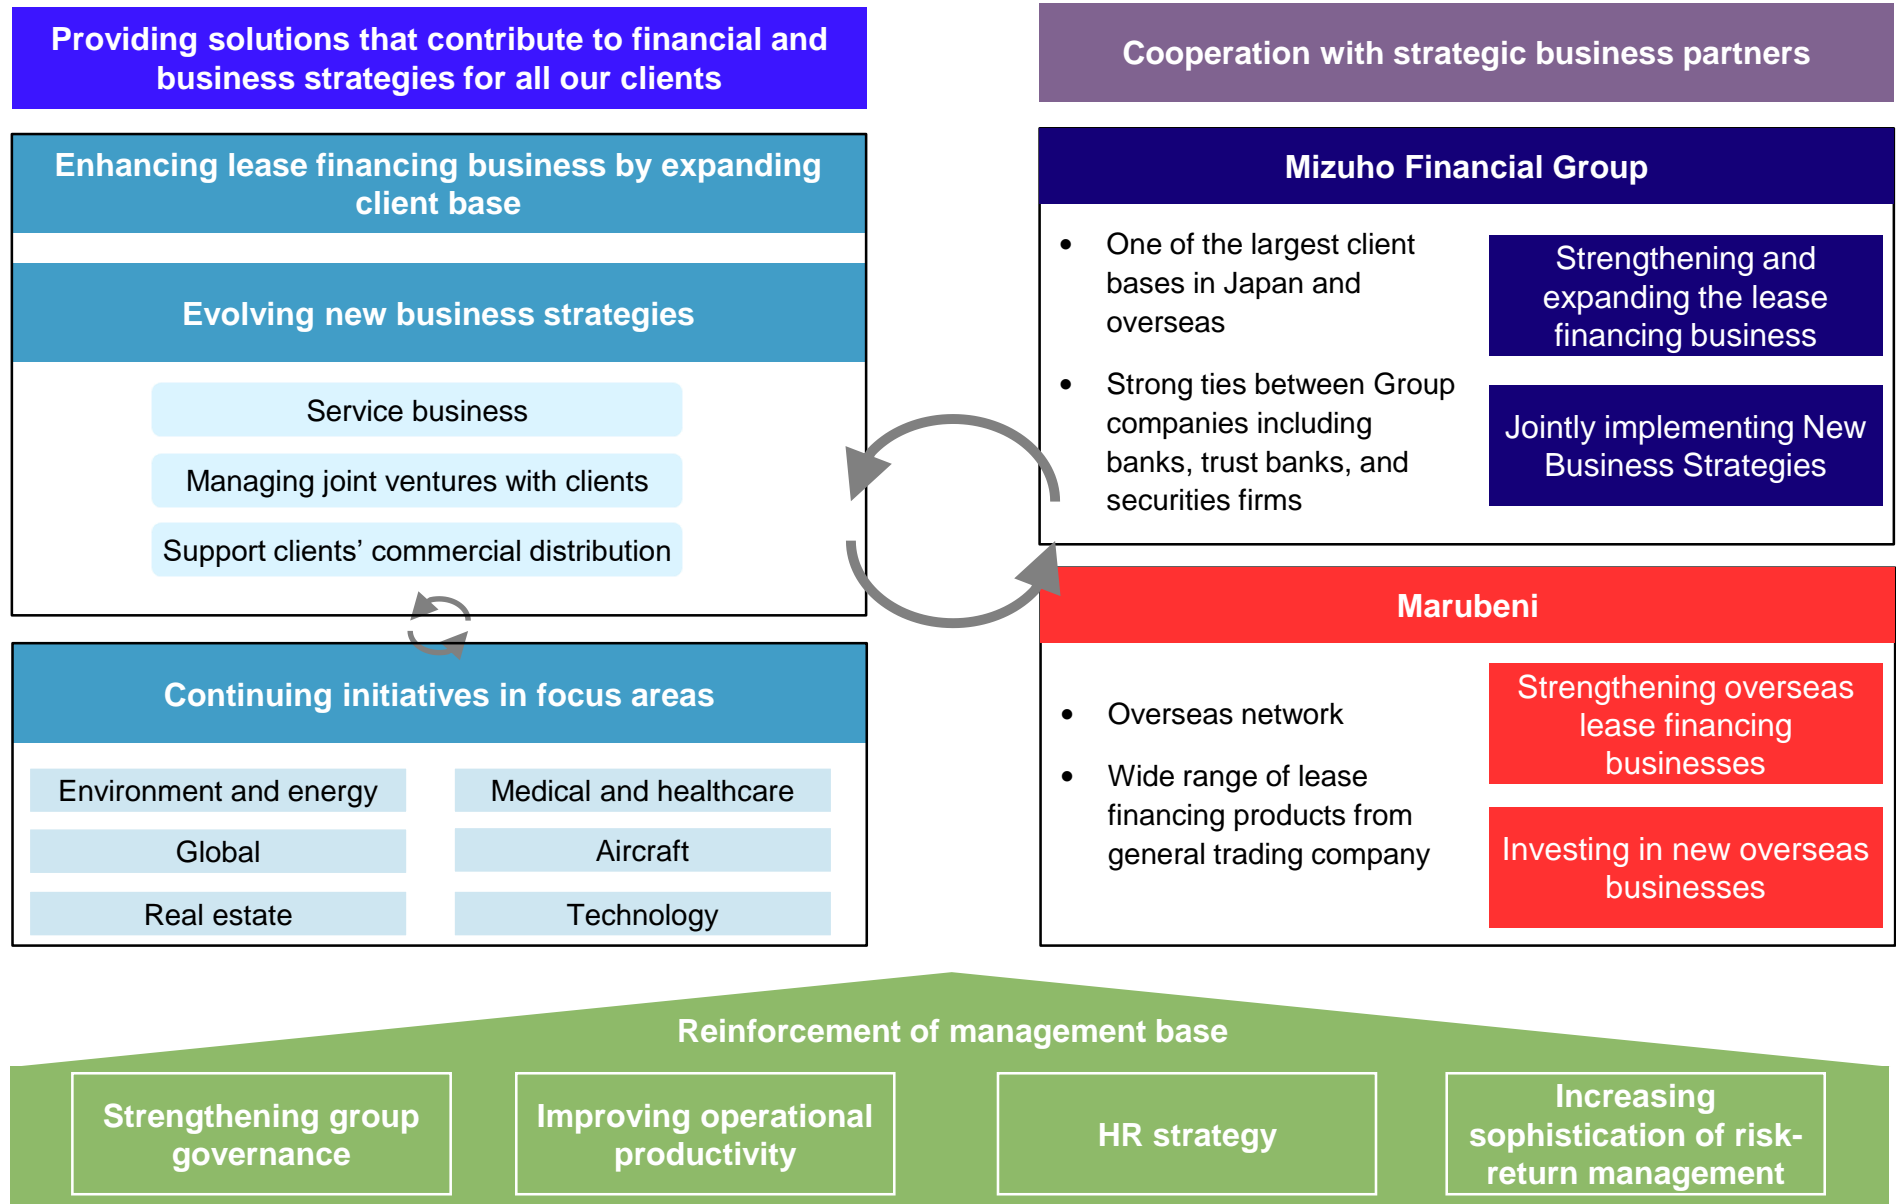 Providing solutions that contribute to financial and
business strategies for all our clients
Enhancing lease financing business by expanding
client base
Evolving new business strategies
Service business
Managing joint ventures with clients
Support clients’ commercial distribution
Continuing initiatives in focus areas
Environment and energy
Medical and healthcare
Global
Aircraft
Real estate
Technology
Cooperation with strategic business partners
Mizuho Financial Group
• One of the largest client
bases in Japan and
overseas
• Strong ties between Group
companies including
banks, trust banks, and
securities firms
Strengthening and
expanding the lease
financing business
Jointly implementing New
Business Strategies
Marubeni
• Overseas network
• Wide range of lease
financing products from
general trading company
Strengthening overseas
lease financing
businesses
Investing in new overseas
businesses
Reinforcement of management base
Strengthening group
governance
Improving operational
productivity
HR strategy
Increasing
sophistication of risk-
return management